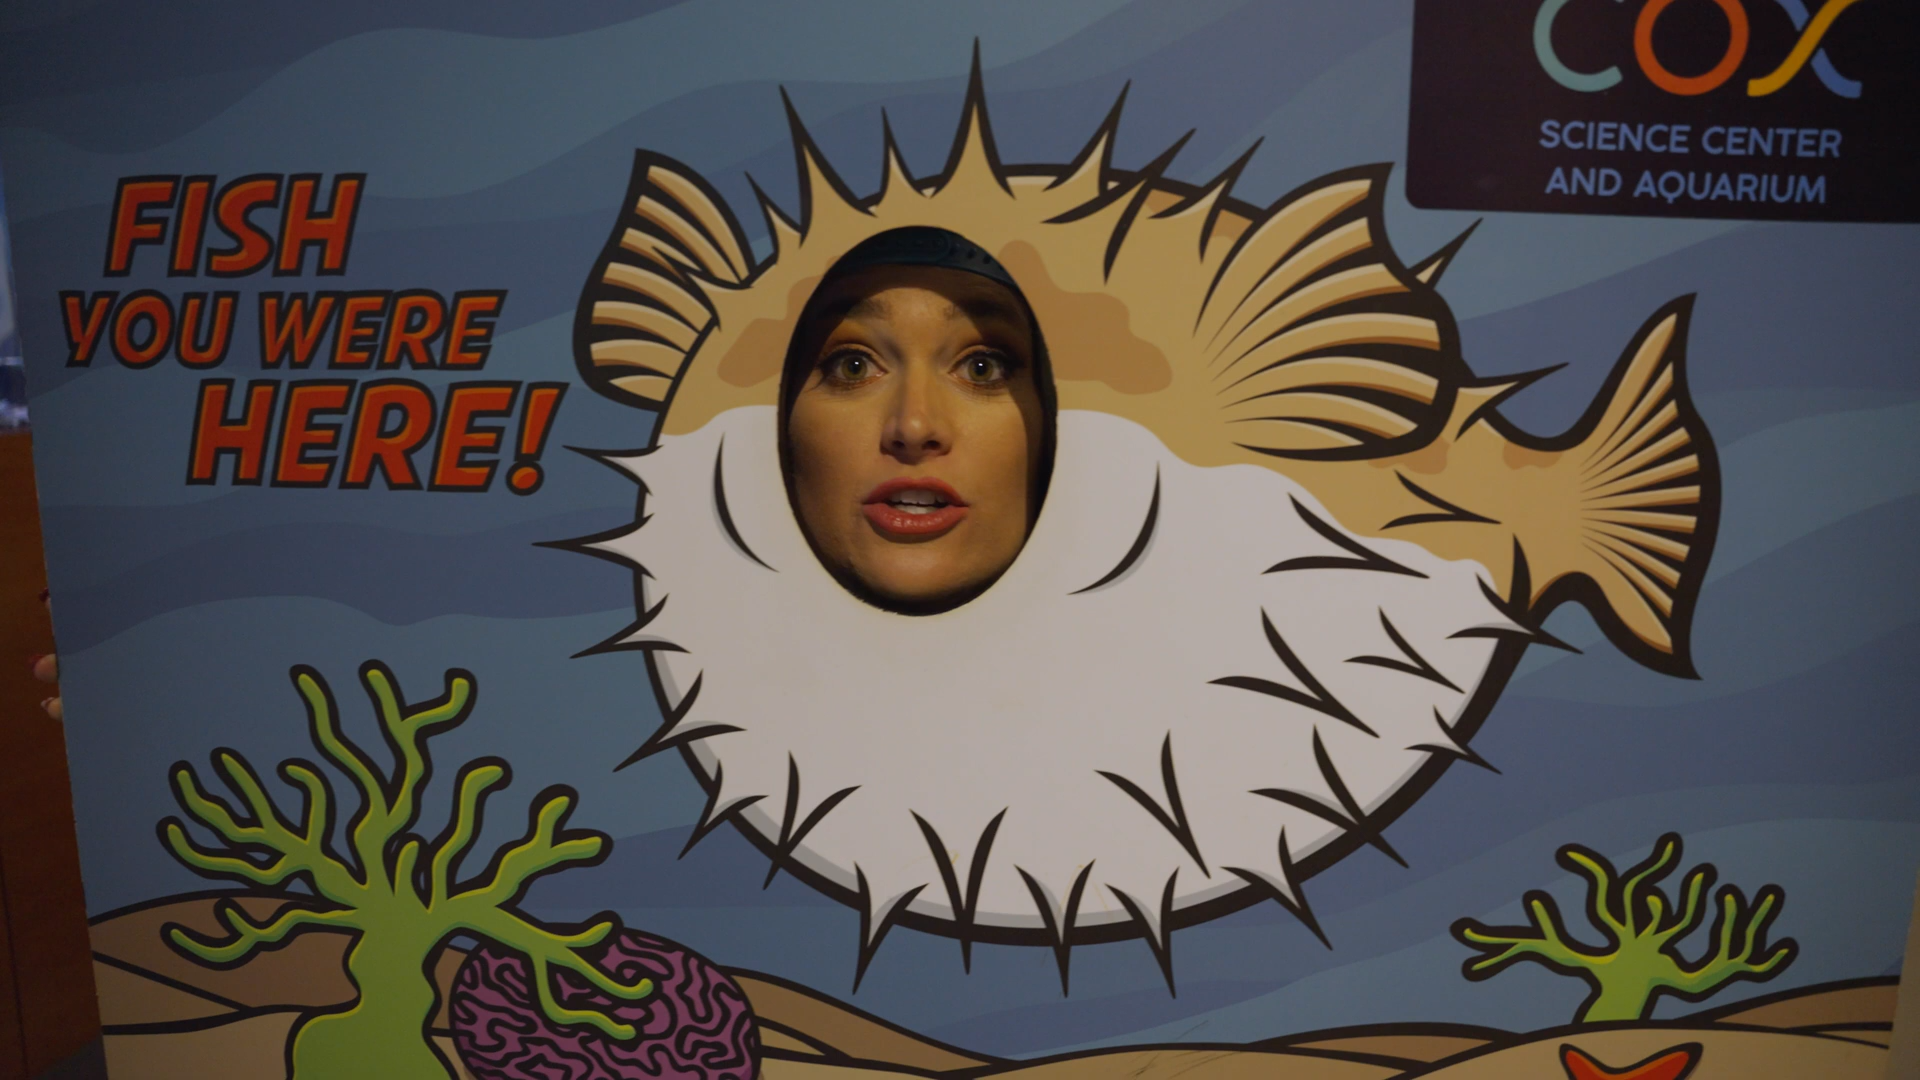 FISH
YOU WERE
HERE!
COX
SCIENCE CENTER
AND AQUARIUM